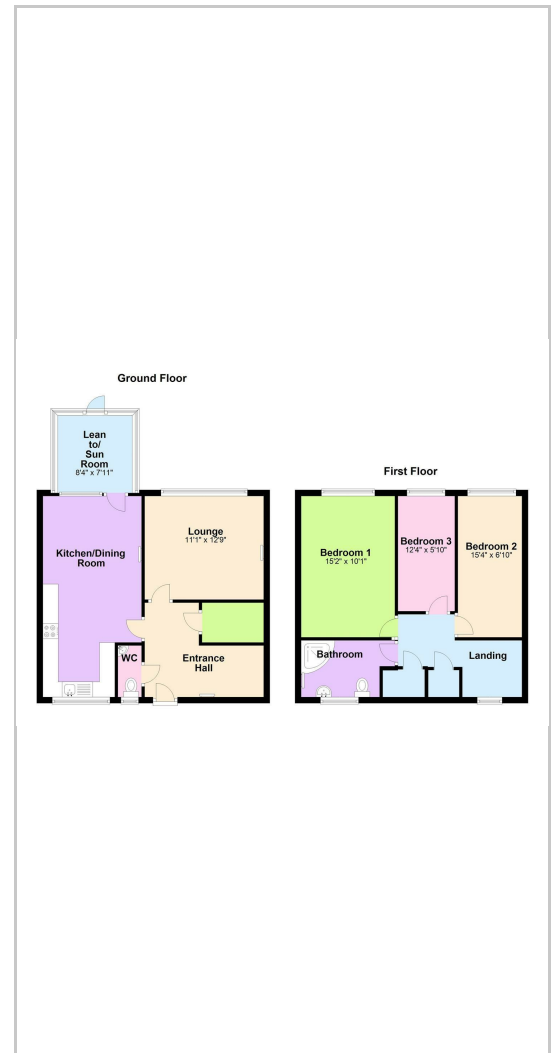 Ground Floor
Lean
to/
Sun
Room
8'4" x 7'11"
Kitchen/Dining
Room
Lounge
11'1" x 12'9"
WC
Entrance
Hall
First Floor
Bedroom 1
15'2" x 10'1"
Bedroom 3
12'4" x 5'10"
Bedroom 2
15'4" x 6'10"
Bathroom
Landing